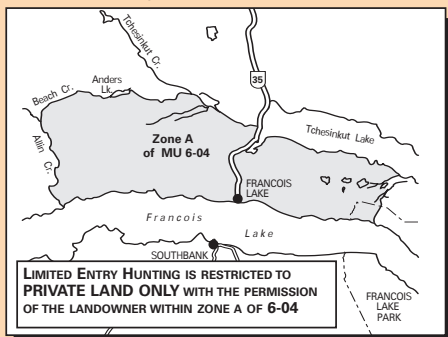 Tchesinkut Cr.
35
Anders
Lk.
Beach Cr.
Allin Cr.
Zone A
of MU 6-04
Tchesinkut Lake
FRANCOIS
LAKE
Francois
Lake
SOUTHBANK
LIMITED ENTRY HUNTING IS RESTRICTED TO
PRIVATE LAND ONLY WITH THE PERMISSION
OF THE LANDOWNER WITHIN ZONE A OF 6-04
FRANCOIS
LAKE
PARK